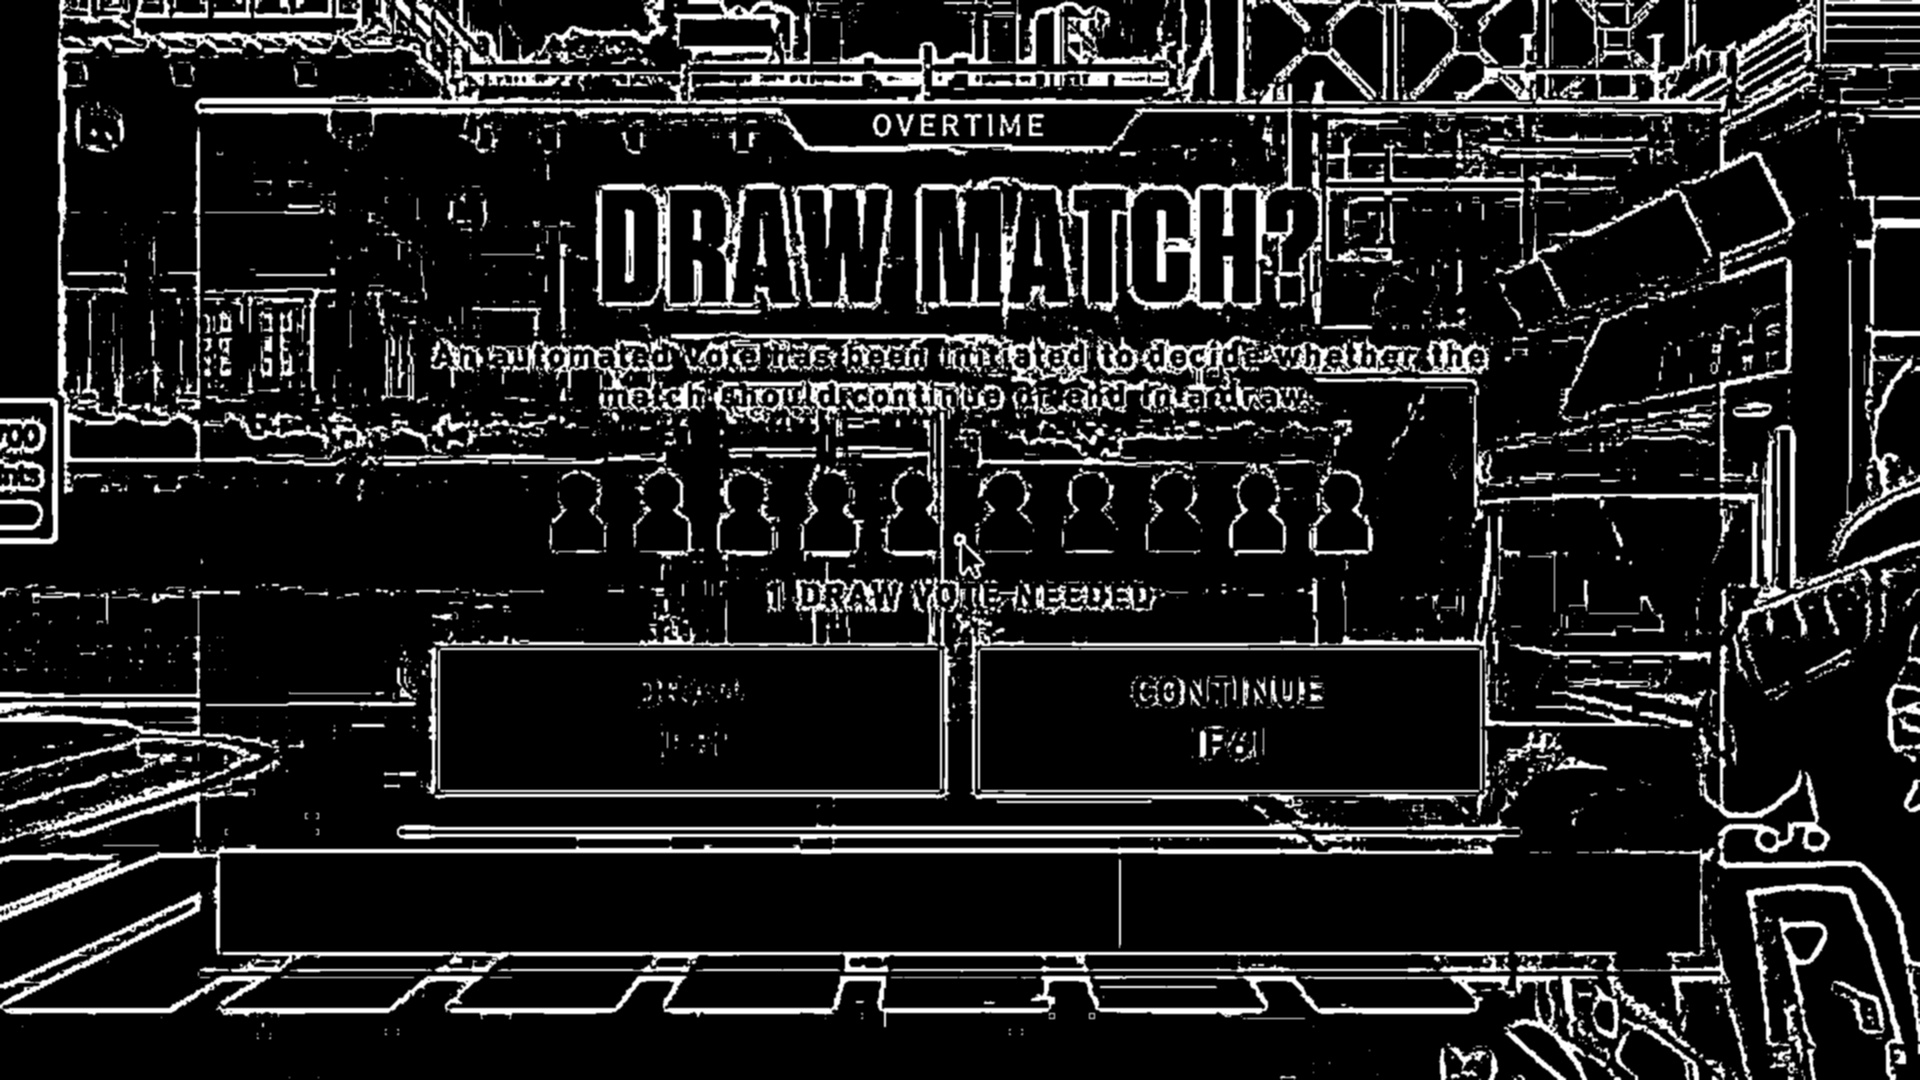 OVERTIME
DRAW MATCH?
An automated vote has been initiated to decide whether the
match should continue or end in a draw.
1 DRAW VOTE NEEDED
DRAW
CONTINUE
[F6]